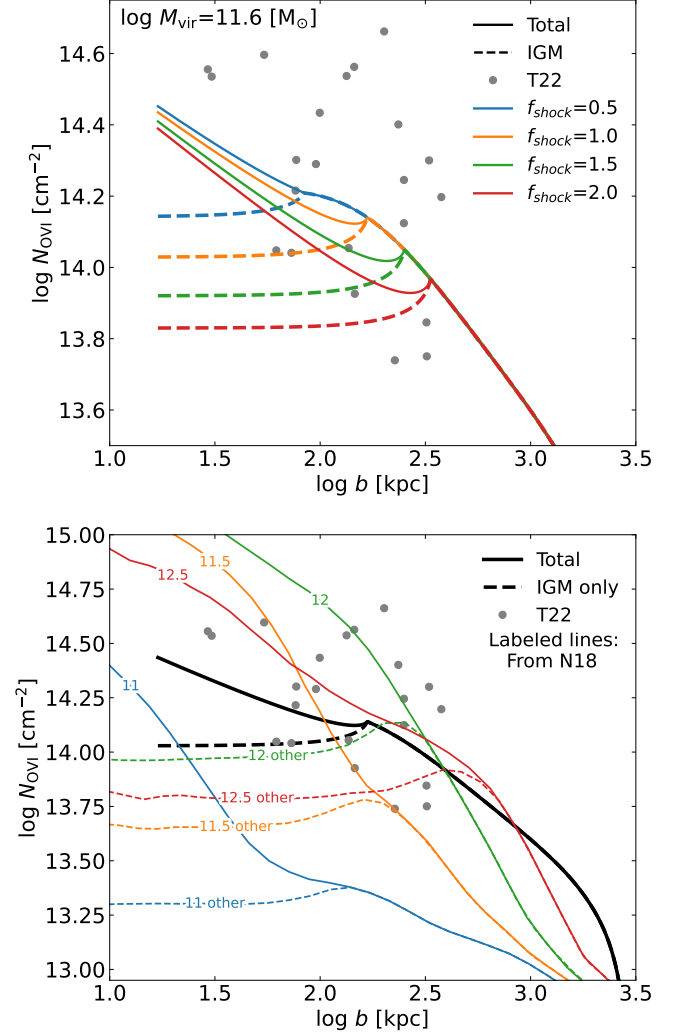 log M_vir=11.6 [M_⊙]
Total
IGM
T22
f_shock=0.5
f_shock=1.0
f_shock=1.5
f_shock=2.0
14.6
14.4
14.2
14.0
13.8
13.6
log N_OVI [cm^−2]
1.0 1.5 2.0 2.5 3.0 3.5
log b [kpc]
15.00
14.75
14.50
14.25
14.00
13.75
13.50
13.25
13.00
log N_OVI [cm^−2]
Total
IGM only
T22
Labeled lines:
From N18
11.5
12.5
12
11
12 other
12.5 other
11.5 other
11 other
1.0 1.5 2.0 2.5 3.0 3.5
log b [kpc]